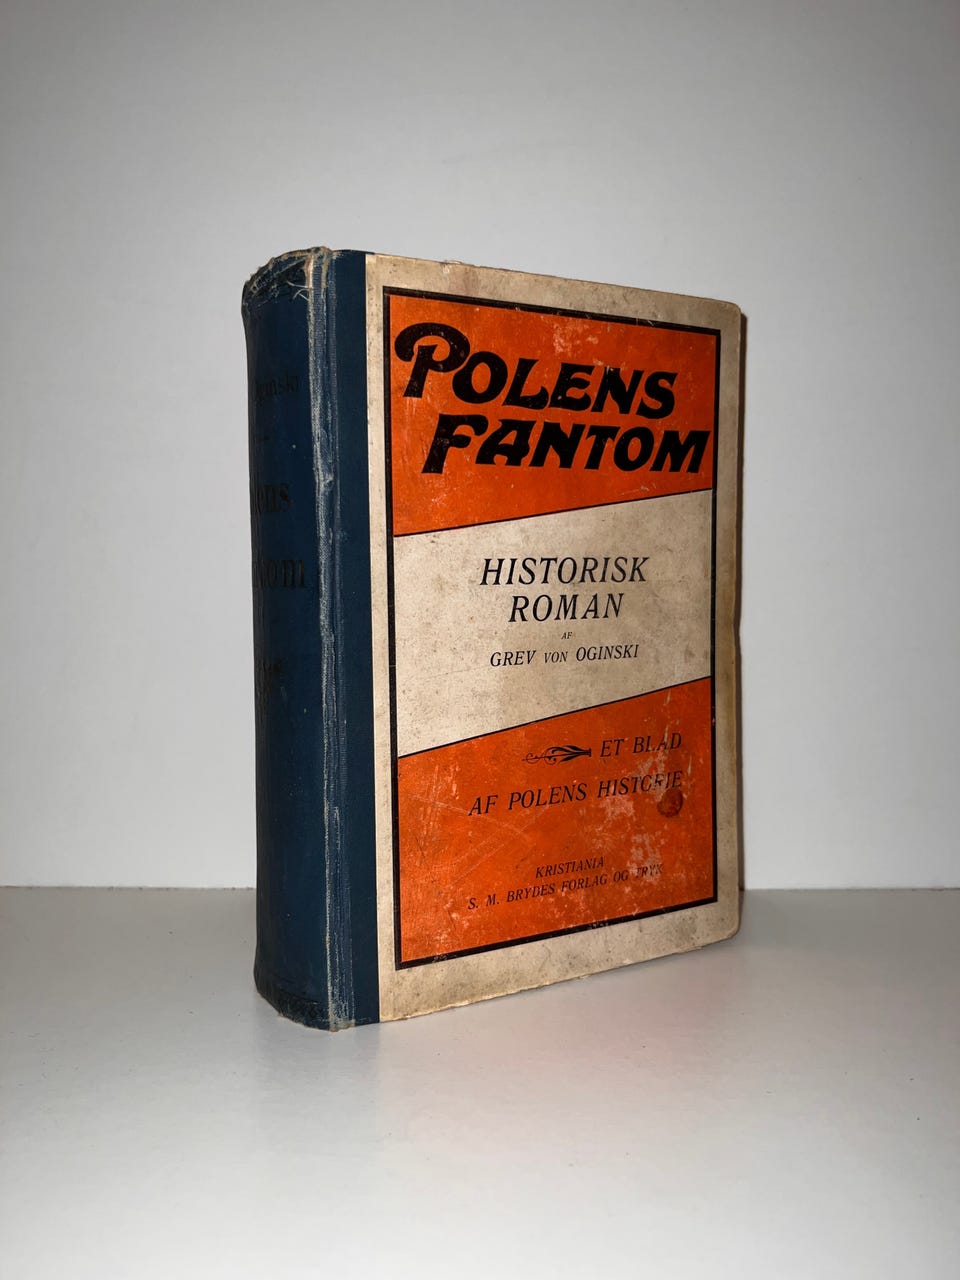 POLENS
FANTOM
HISTORISK
ROMAN
AF
GREV VON OGINSKI
ET BLAD
AF POLENS HISTORIE
KRISTIANIA
S. M. BRYDES FORLAG OG TRYK